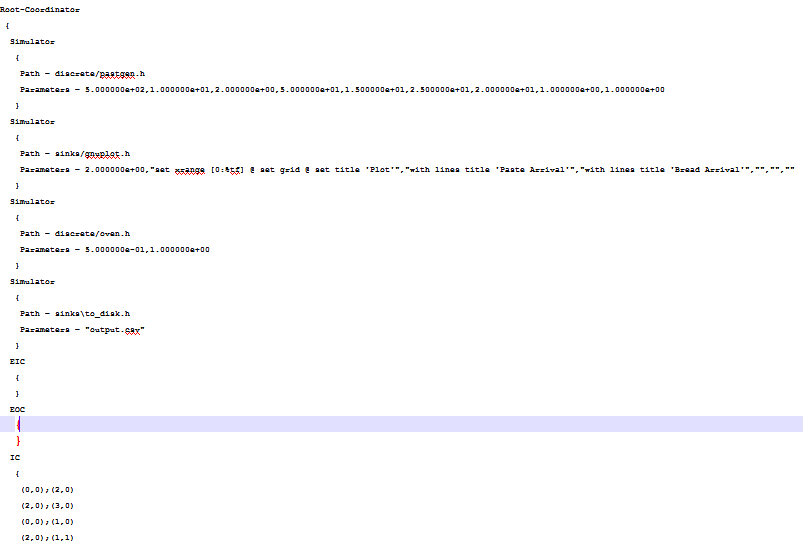 Root-Coordinator
{
Simulator
{
Path = discrete/pastgen.h
Parameters = 5.000000e+02,1.000000e+01,2.000000e+00,5.000000e+01,1.500000e+01,2.500000e+01,2.000000e+01,1.000000e+00,1.000000e+00
}
Simulator
{
Path = sinks/gnuplot.h
Parameters = 2.000000e+00,"set xrange [0:%tf] @ set grid @ set title 'Plot'","with lines title 'Paste Arrival'","with lines title 'Bread Arrival'","","",""
}
Simulator
{
Path = discrete/oven.h
Parameters = 5.000000e-01,1.000000e+00
}
Simulator
{
Path = sinks\to_disk.h
Parameters = "output.csv"
}
EIC
{
}
EOC
{
}
IC
{
(0,0);(2,0)
(2,0);(3,0)
(0,0);(1,0)
(2,0);(1,1)